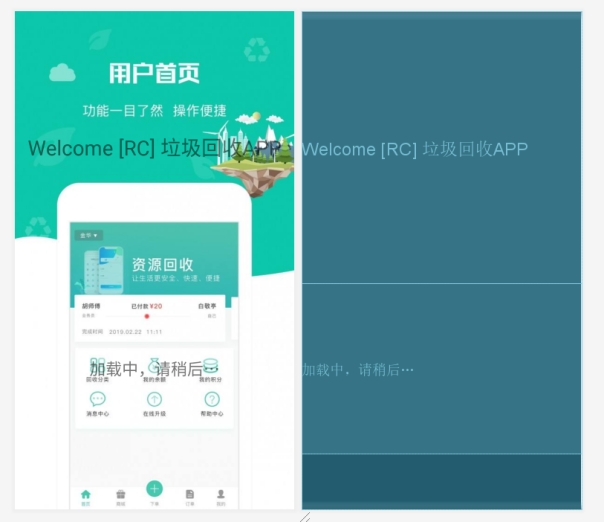 用户首页
功能一目了然 操作便捷
Welcome [RC] 垃圾回收APP
金华
资源回收
让生活更安全、快速、便捷
胡师傅
已付款 ¥20
白敬亭
完成时间 2019.02.22 11:11
加载中，请稍后…
回收分类
我的余额
我的积分
消息中心
在线升级
帮助中心
首页
商城
下单
订单
我的
Welcome [RC] 垃圾回收APP
加载中，请稍后…